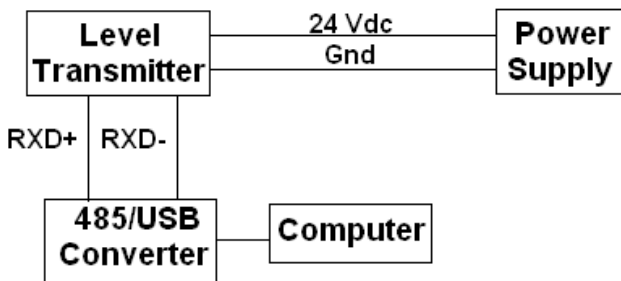 Level
Transmitter
24 Vdc
Gnd
Power
Supply
RXD+
RXD-
485/USB
Converter
Computer